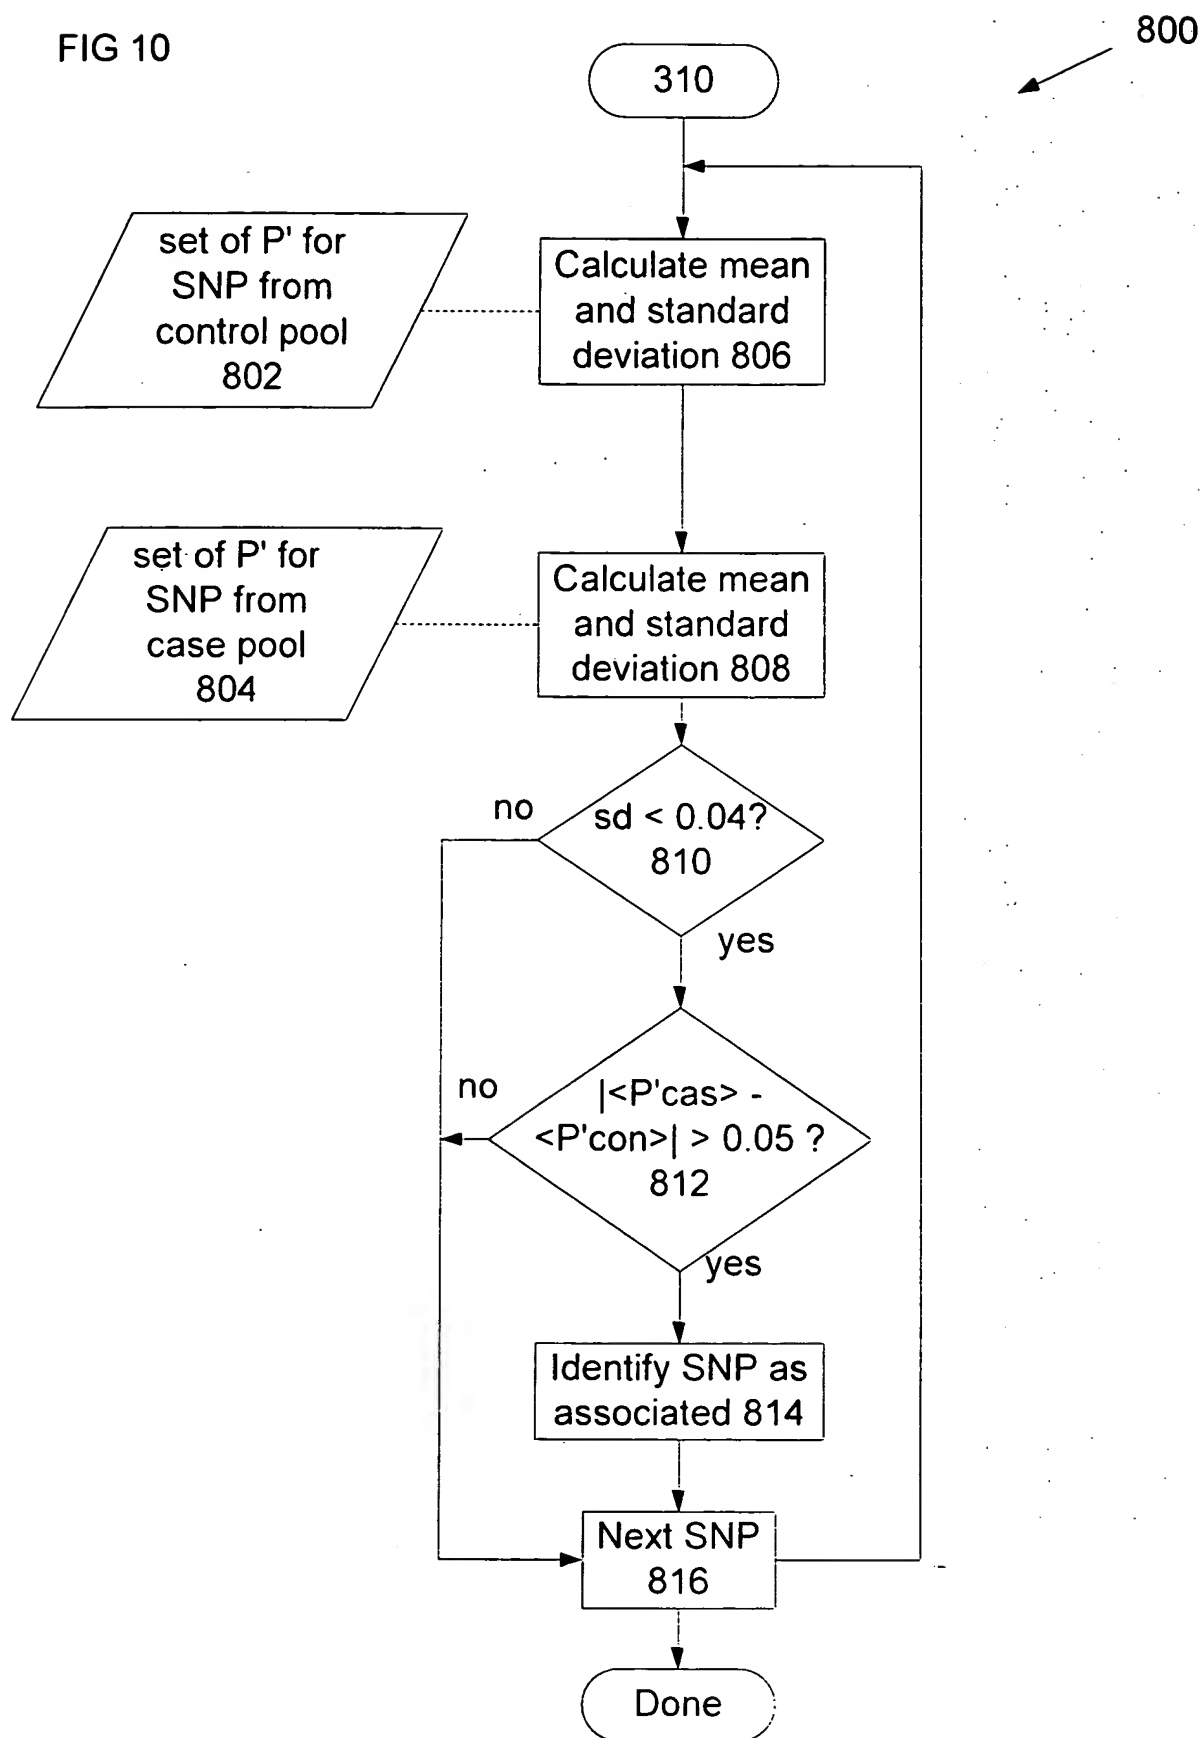 FIG 10
800
310
set of P' for
SNP from
control pool
802
Calculate mean
and standard
deviation 806
set of P' for
SNP from
case pool
804
Calculate mean
and standard
deviation 808
no
sd < 0.04?
810
yes
no
|<P'cas> -
<P'con>| > 0.05 ?
812
yes
Identify SNP as
associated 814
Next SNP
816
Done